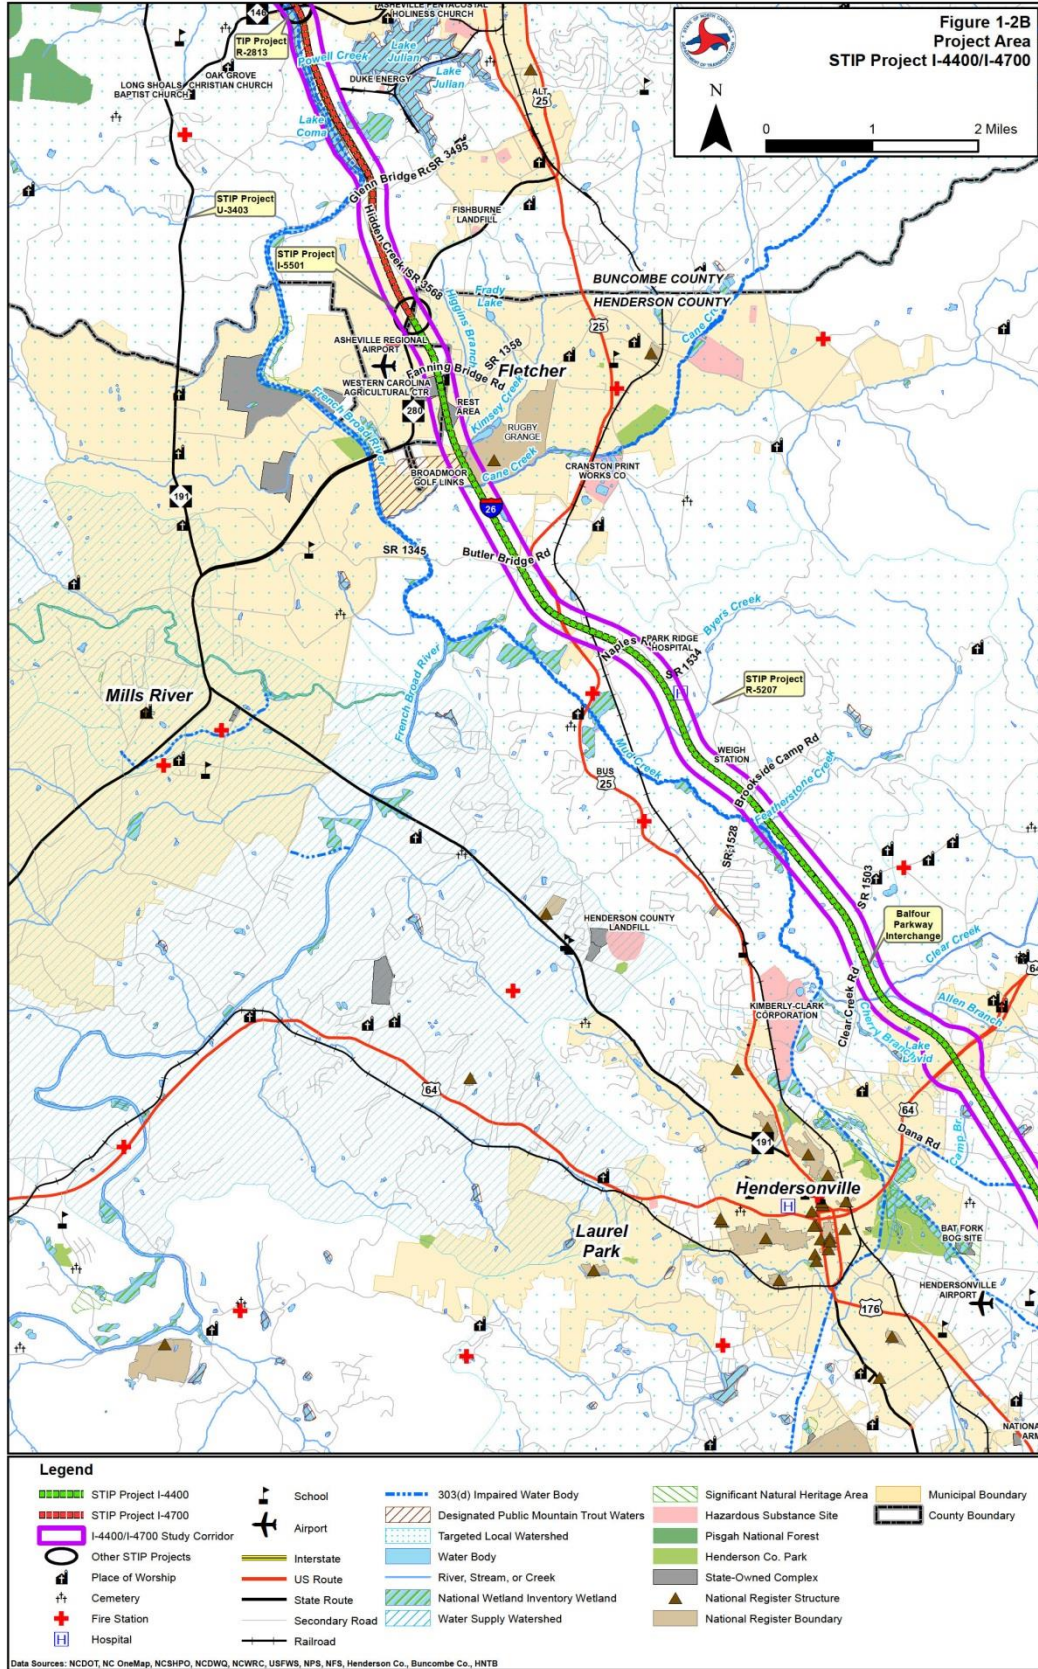 Figure 1-2B
Project Area
STIP Project I-4400/I-4700
N
0 1 2 Miles
146
TIP Project
R-2813
ASHEVILLE PENTACOSTAL
HOLINESS CHURCH
Powell Creek
Lake
Julian
Lake
Julian
DUKE ENERGY
OAK GROVE
CHRISTIAN CHURCH
LONG SHOALS
BAPTIST CHURCH
Lake
Coma
ALT
25
Glenn Bridge Rd
SR 3495
STIP Project
U-3403
FISHBURNE
LANDFILL
Hidden Creek
SR 3568
STIP Project
I-5501
BUNCOMBE COUNTY
HENDERSON COUNTY
Frady
Lake
Higgins Branch
25
ASHEVILLE REGIONAL
AIRPORT
SR 1358
Fanning Bridge Rd
Fletcher
WESTERN CAROLINA
AGRICULTURAL CTR
REST
AREA
280
Kimsey Creek
French Broad River
RUGBY
GRANGE
BROADMOOR
GOLF LINKS
Cane Creek
CRANSTON PRINT
WORKS CO
191
26
SR 1345
Butler Bridge Rd
Byers Creek
PARK RIDGE
HOSPITAL
SR 1534
French Broad River
STIP Project
R-5207
Mills River
H
Mud Creek
WEIGH
STATION
Brookside Camp Rd
BUS
25
Featherstone Creek
SR 1528
SR 1503
HENDERSON COUNTY
LANDFILL
Balfour
Parkway
Interchange
Clear Creek
64
KIMBERLY-CLARK
CORPORATION
Clear Creek Rd
Allen Branch
Cherry Branch
Lake
David
64
64
Dana Rd
Camp Br
191
Hendersonville
H
Laurel
Park
BAT FORK
BOG SITE
HENDERSONVILLE
AIRPORT
176
Legend
STIP Project I-4400
STIP Project I-4700
I-4400/I-4700 Study Corridor
Other STIP Projects
Place of Worship
Cemetery
Fire Station
H Hospital
School
Airport
Interstate
US Route
State Route
Secondary Road
Railroad
303(d) Impaired Water Body
Designated Public Mountain Trout Waters
Targeted Local Watershed
Water Body
River, Stream, or Creek
National Wetland Inventory Wetland
Water Supply Watershed
Significant Natural Heritage Area
Hazardous Substance Site
Pisgah National Forest
Henderson Co. Park
State-Owned Complex
National Register Structure
National Register Boundary
Municipal Boundary
County Boundary
Data Sources: NCDOT, NC OneMap, NCSHPO, NCDWQ, NCWRC, USFWS, NPS, NFS, Henderson Co., Buncombe Co., HNTB